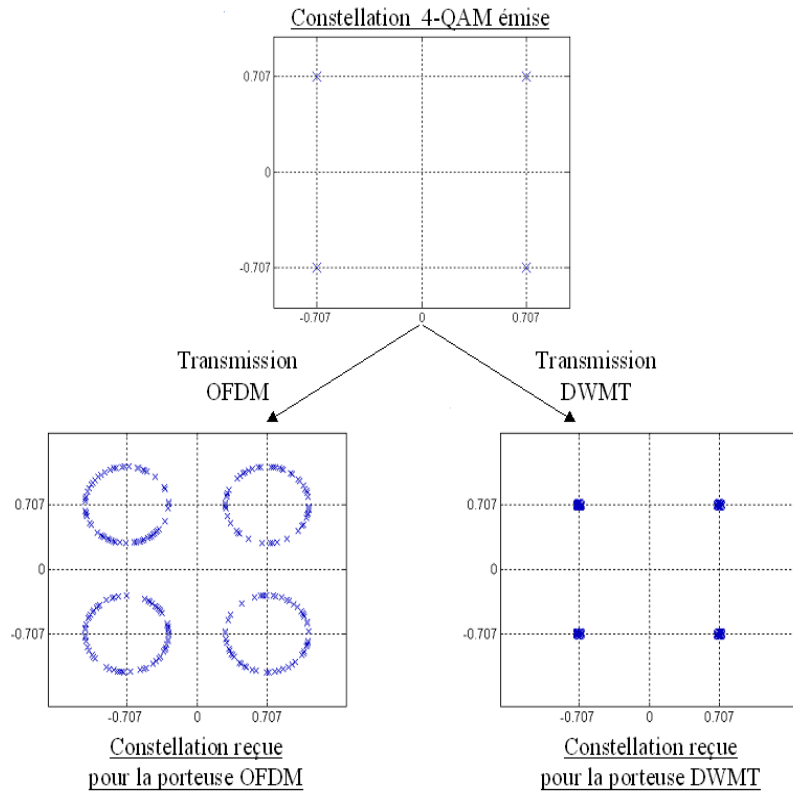 Constellation 4-QAM émise
0.707
0
-0.707
-0.707 0 0.707
Transmission
OFDM
Transmission
DWMT
0.707
0
-0.707
-0.707 0 0.707
Constellation reçue
pour la porteuse OFDM
0.707
0
-0.707
-0.707 0 0.707
Constellation reçue
pour la porteuse DWMT